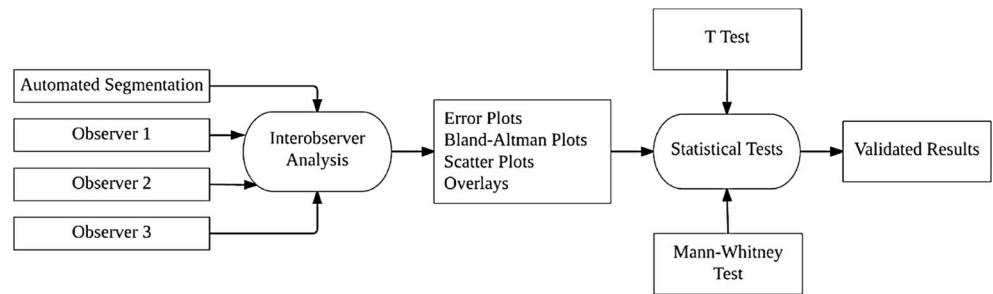 T Test
Automated Segmentation
Observer 1
Observer 2
Observer 3
Interobserver
Analysis
Error Plots
Bland-Altman Plots
Scatter Plots
Overlays
Statistical Tests
Validated Results
Mann-Whitney
Test